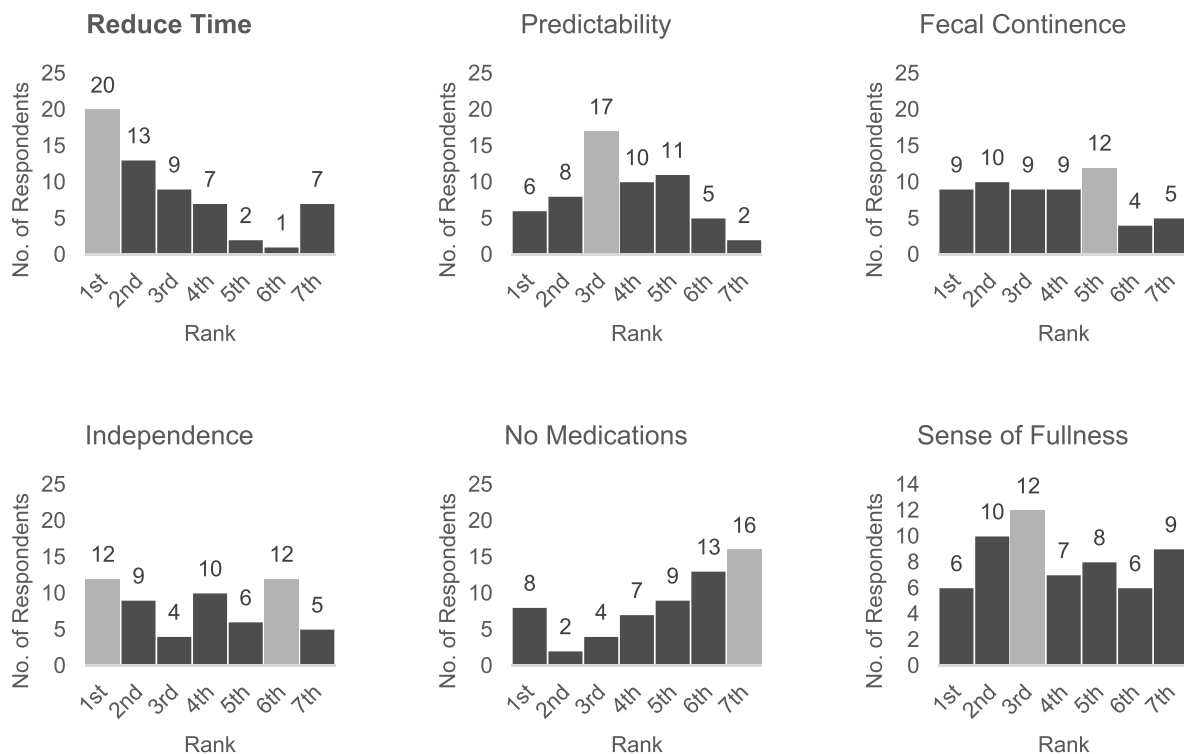 Reduce Time
No. of Respondents
25
20
15
10
5
0
20
13
9
7
2
1
7
1st
2nd
3rd
4th
5th
6th
7th
Rank
Predictability
No. of Respondents
25
20
15
10
5
0
6
8
17
10
11
5
2
1st
2nd
3rd
4th
5th
6th
7th
Rank
Fecal Continence
No. of Respondents
25
20
15
10
5
0
9
10
9
9
12
4
5
1st
2nd
3rd
4th
5th
6th
7th
Rank
Independence
No. of Respondents
25
20
15
10
5
0
12
9
4
10
6
12
5
1st
2nd
3rd
4th
5th
6th
7th
Rank
No Medications
No. of Respondents
25
20
15
10
5
0
8
2
4
7
9
13
16
1st
2nd
3rd
4th
5th
6th
7th
Rank
Sense of Fullness
No. of Respondents
14
12
10
8
6
4
2
0
6
10
12
7
8
6
9
1st
2nd
3rd
4th
5th
6th
7th
Rank